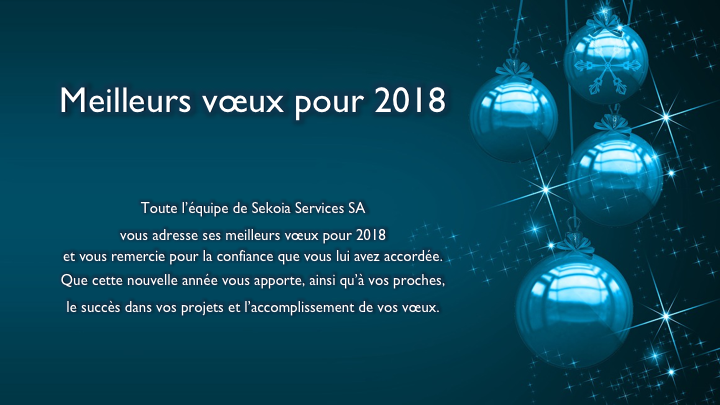 Meilleurs vœux pour 2018
Toute l’équipe de Sekoia Services SA
vous adresse ses meilleurs vœux pour 2018
et vous remercie pour la confiance que vous lui avez accordée.
Que cette nouvelle année vous apporte, ainsi qu’à vos proches,
le succès dans vos projets et l’accomplissement de vos vœux.